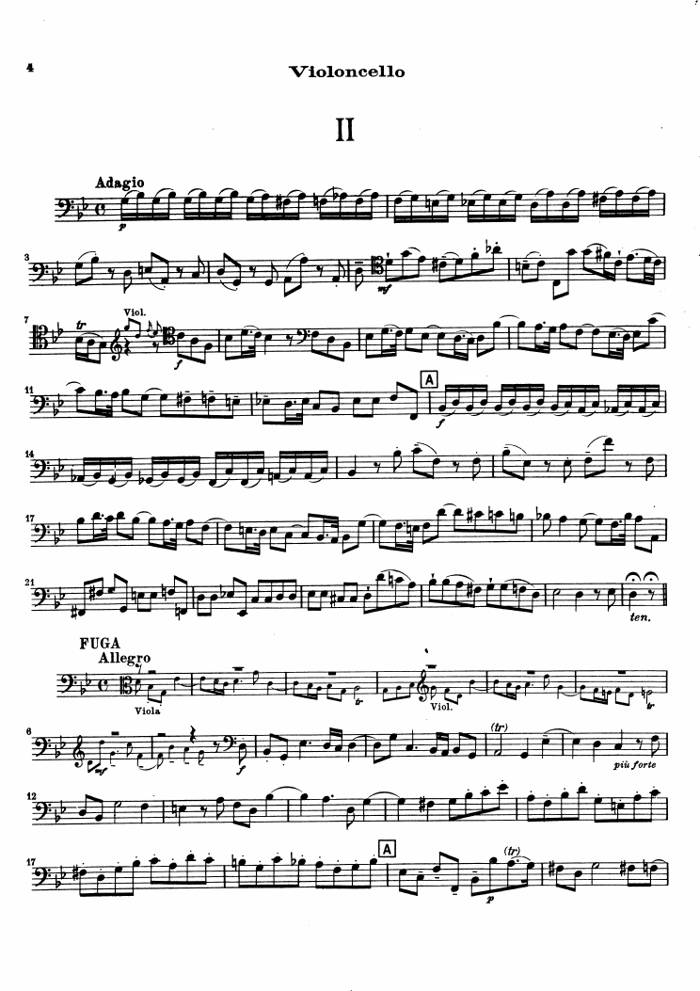 4
Violoncello
II
Adagio
p
3
mf
7
tr
Viol.
f
11
A
f
14
17
21
ten.
FUGA
Allegro
Viola
tr
Viol.
tr
6
mf
f
(tr)
più forte
12
17
A
(tr)
p